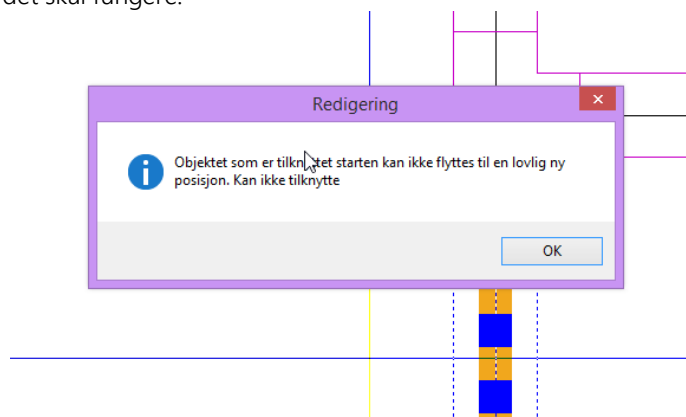 det skal fungere.
Redigering
Objektet som er tilknyttet starten kan ikke flyttes til en lovlig ny
posisjon. Kan ikke tilknytte
OK